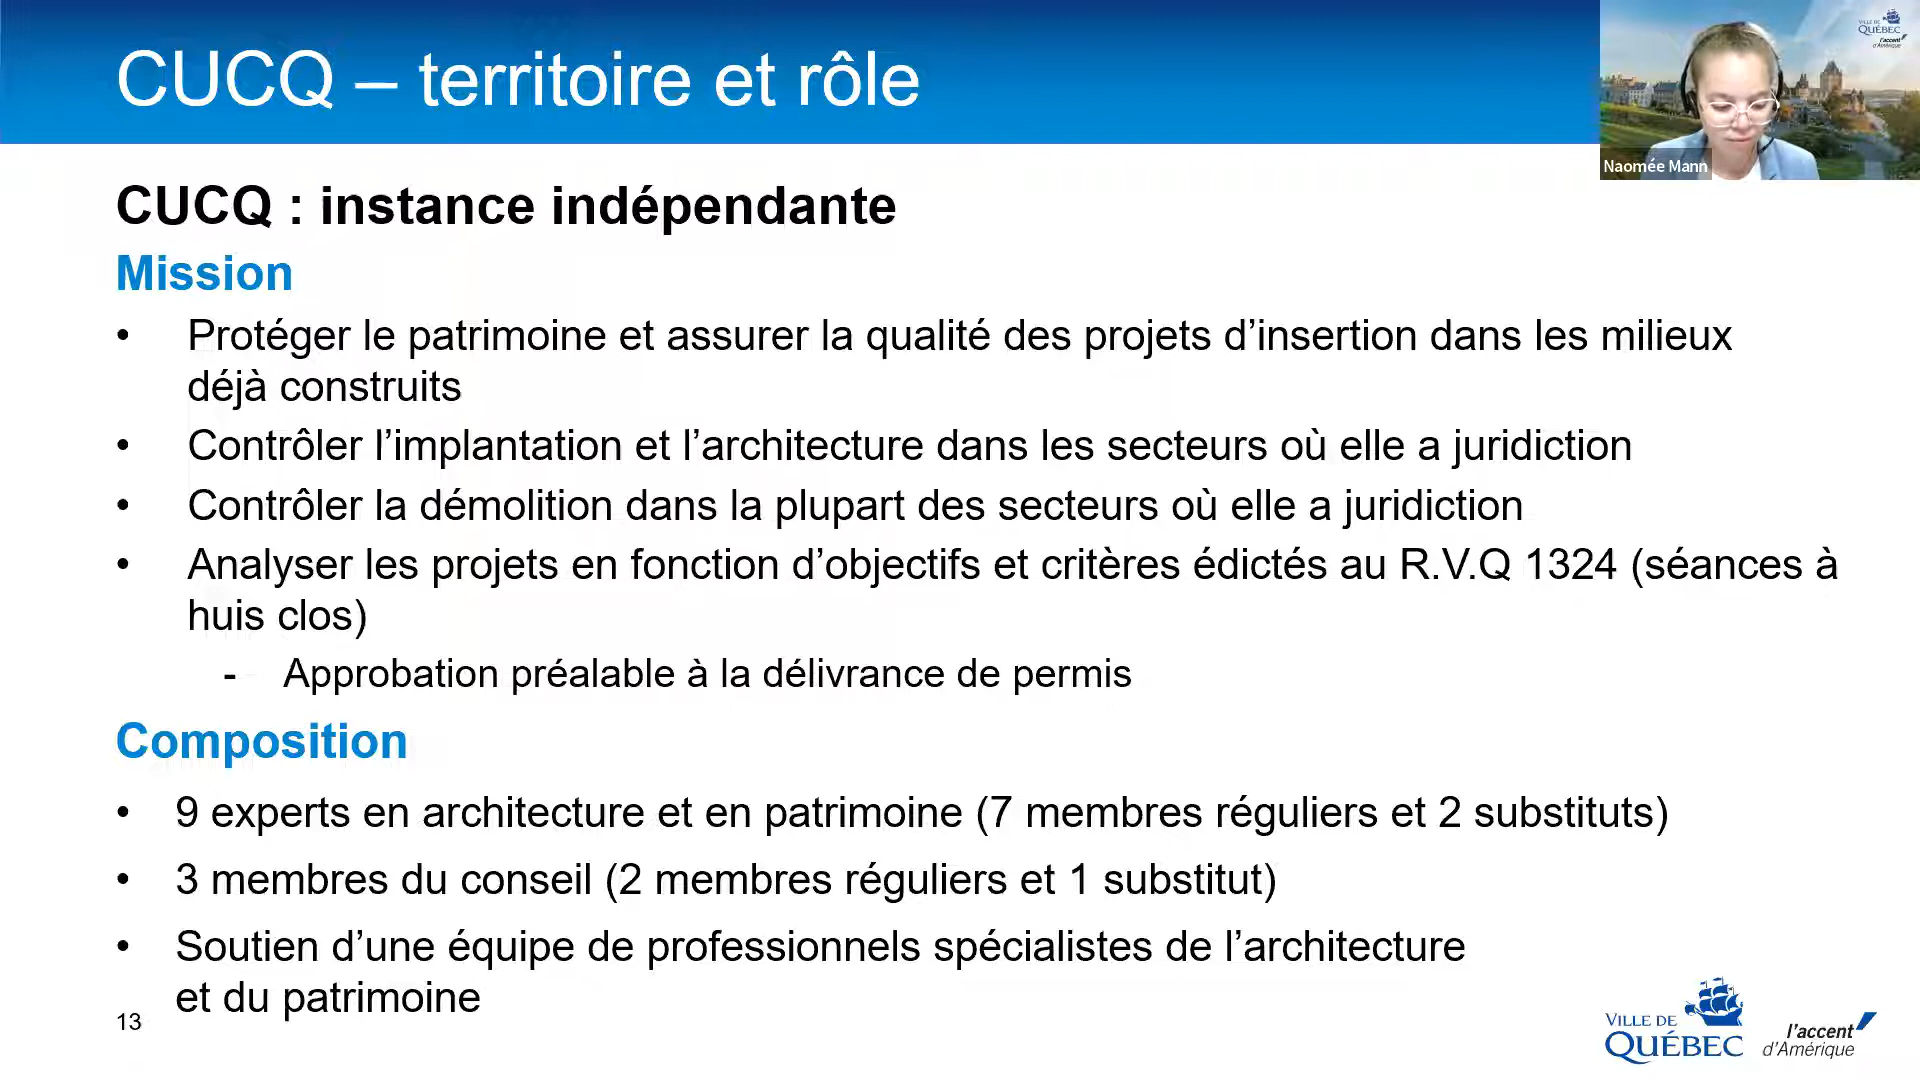 CUCQ – territoire et rôle
VILLE DE
QUÉBEC
l'accent
d'Amérique
Naomée Mann
CUCQ : instance indépendante
Mission
• Protéger le patrimoine et assurer la qualité des projets d’insertion dans les milieux
déjà construits
• Contrôler l’implantation et l’architecture dans les secteurs où elle a juridiction
• Contrôler la démolition dans la plupart des secteurs où elle a juridiction
• Analyser les projets en fonction d’objectifs et critères édictés au R.V.Q 1324 (séances à
huis clos)
- Approbation préalable à la délivrance de permis
Composition
• 9 experts en architecture et en patrimoine (7 membres réguliers et 2 substituts)
• 3 membres du conseil (2 membres réguliers et 1 substitut)
• Soutien d’une équipe de professionnels spécialistes de l’architecture
et du patrimoine
13
VILLE DE
QUÉBEC
l'accent
d'Amérique